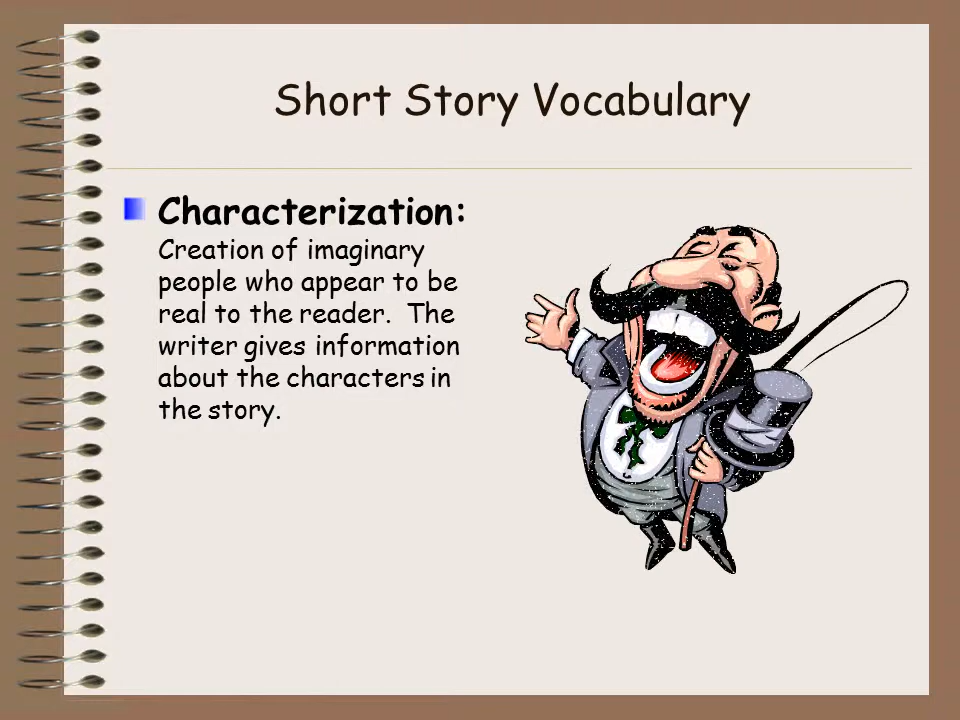 Short Story Vocabulary
Characterization:
Creation of imaginary
people who appear to be
real to the reader.  The
writer gives information
about the characters in
the story.